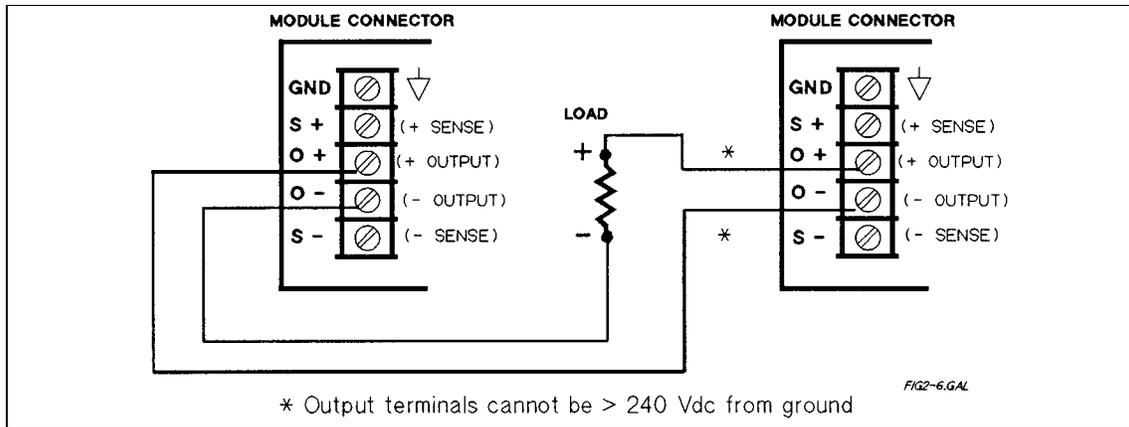 MODULE CONNECTOR
GND
S + (+ SENSE)
O + (+ OUTPUT)
O - (- OUTPUT)
S - (- SENSE)
LOAD
+
-
*
*
MODULE CONNECTOR
GND
S + (+ SENSE)
O + (+ OUTPUT)
O - (- OUTPUT)
S - (- SENSE)
FIG2-6.GAL
* Output terminals cannot be > 240 Vdc from ground